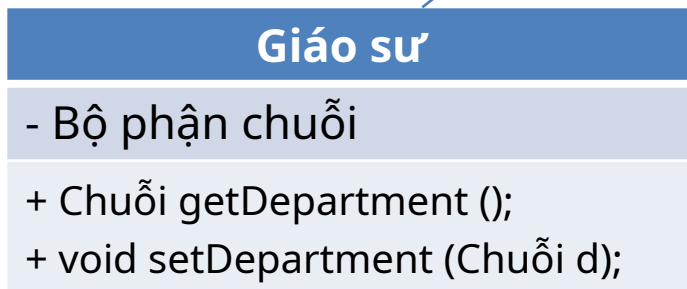 Giáo sư
- Bộ phận chuỗi
+ Chuỗi getDepartment ();
+ void setDepartment (Chuỗi d);